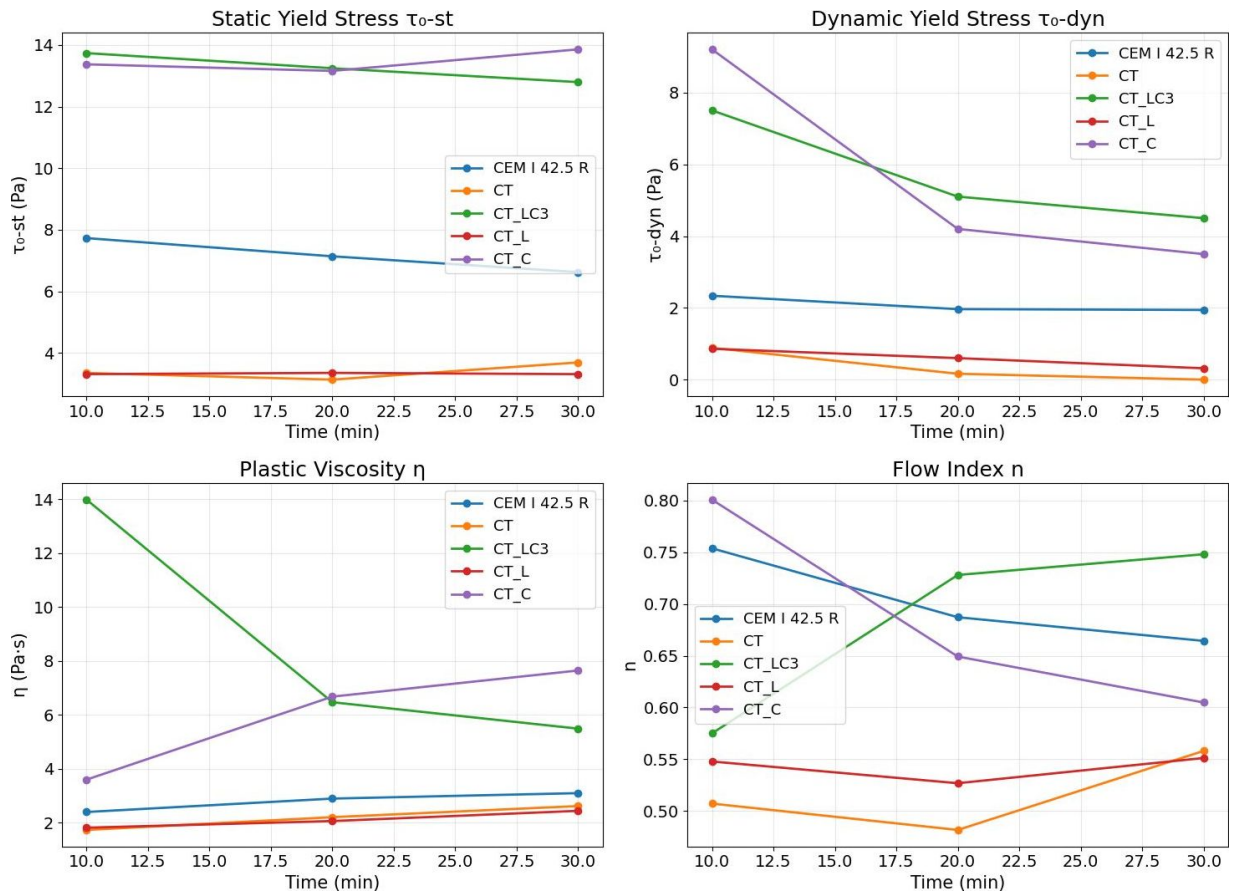 Static Yield Stress τ₀-st
14
12
10
8
6
4
τ₀-st (Pa)
CEM I 42.5 R
CT
CT_LC3
CT_L
CT_C
10.0 12.5 15.0 17.5 20.0 22.5 25.0 27.5 30.0
Time (min)
Dynamic Yield Stress τ₀-dyn
8
6
4
2
0
τ₀-dyn (Pa)
CEM I 42.5 R
CT
CT_LC3
CT_L
CT_C
10.0 12.5 15.0 17.5 20.0 22.5 25.0 27.5 30.0
Time (min)
Plastic Viscosity η
14
12
10
8
6
4
2
η (Pa·s)
CEM I 42.5 R
CT
CT_LC3
CT_L
CT_C
10.0 12.5 15.0 17.5 20.0 22.5 25.0 27.5 30.0
Time (min)
Flow Index n
0.80
0.75
0.70
0.65
0.60
0.55
0.50
n
CEM I 42.5 R
CT
CT_LC3
CT_L
CT_C
10.0 12.5 15.0 17.5 20.0 22.5 25.0 27.5 30.0
Time (min)